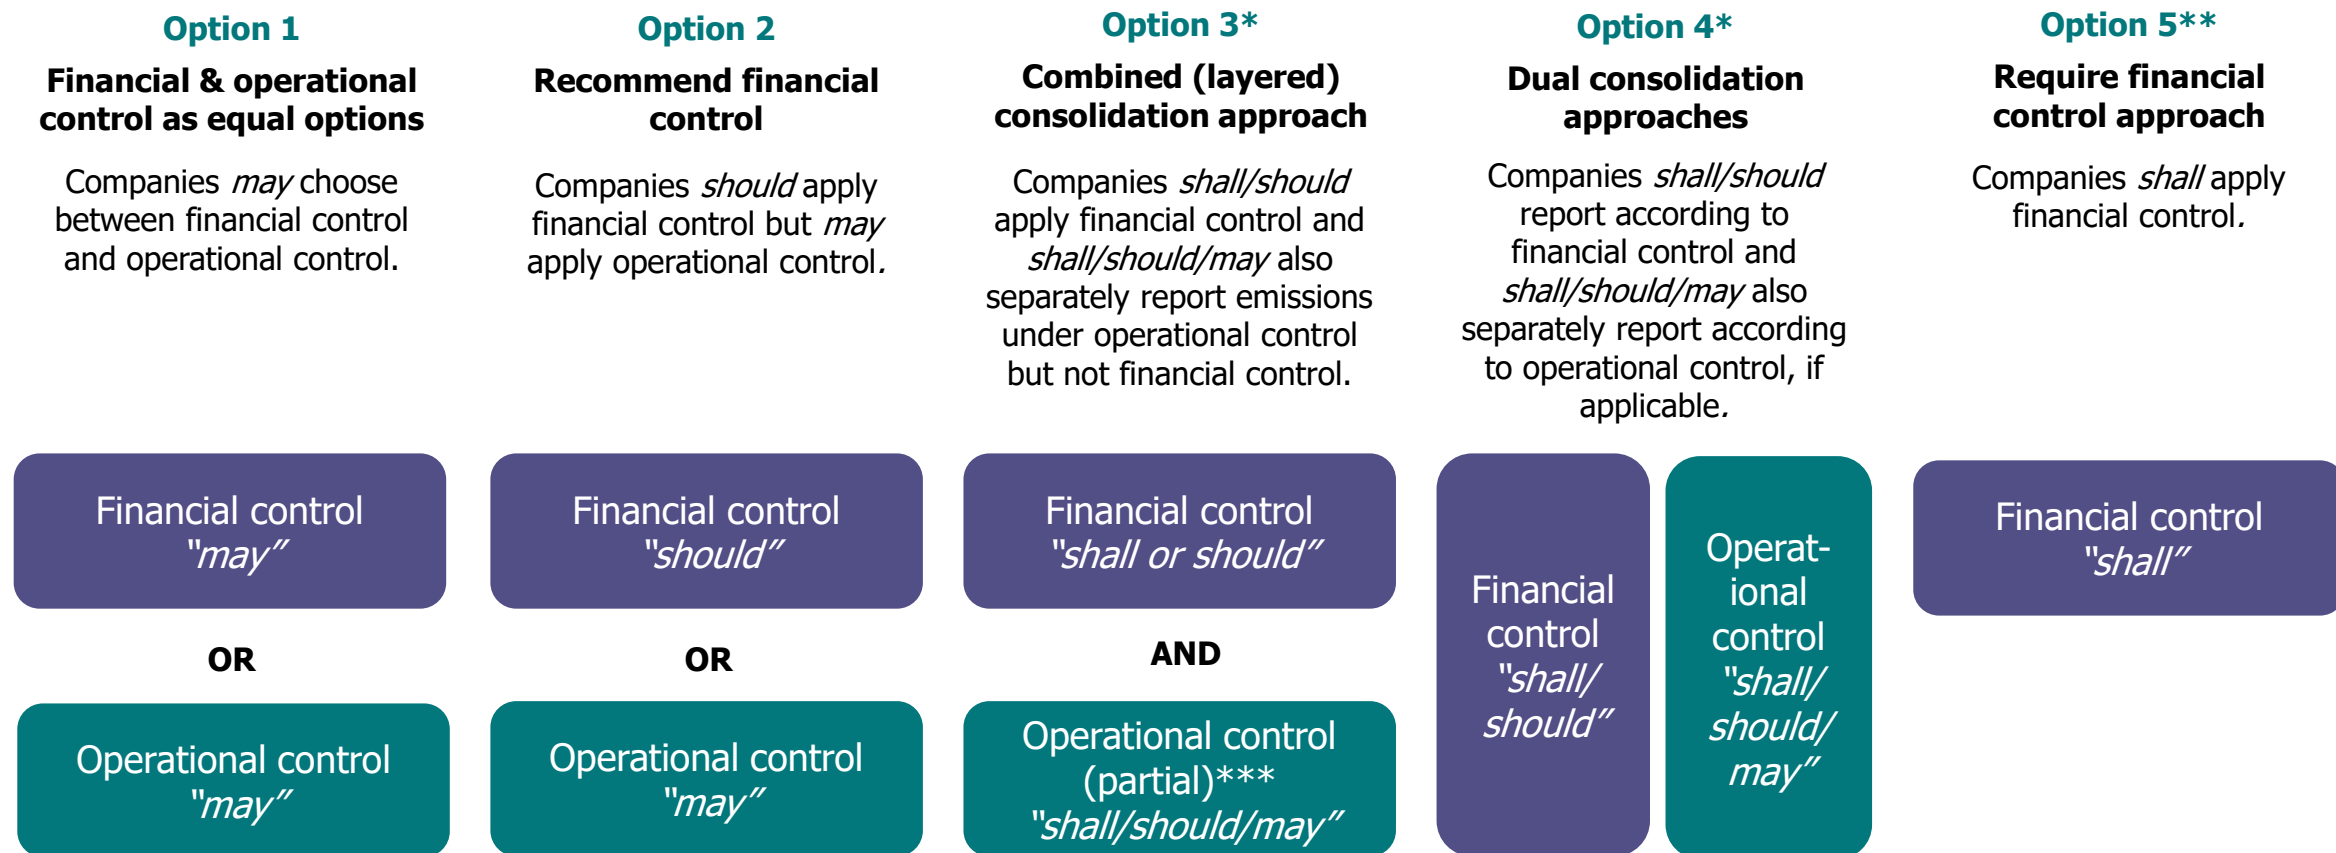 Option 1
Financial & operational
control as equal options
Companies may choose
between financial control
and operational control.
Financial control
“may”
OR
Operational control
“may”
Option 2
Recommend financial
control
Companies should apply
financial control but may
apply operational control.
Financial control
“should”
OR
Operational control
“may”
Option 3*
Combined (layered)
consolidation approach
Companies shall/should
apply financial control and
shall/should/may also
separately report emissions
under operational control
but not financial control.
Financial control
“shall or should”
AND
Operational control
(partial)***
“shall/should/may”
Option 4*
Dual consolidation
approaches
Companies shall/should
report according to
financial control and
shall/should/may also
separately report according
to operational control, if
applicable.
Financial
control
“shall/
should”
Operat-
ional
control
“shall/
should/
may”
Option 5**
Require financial
control approach
Companies shall apply
financial control.
Financial control
“shall”